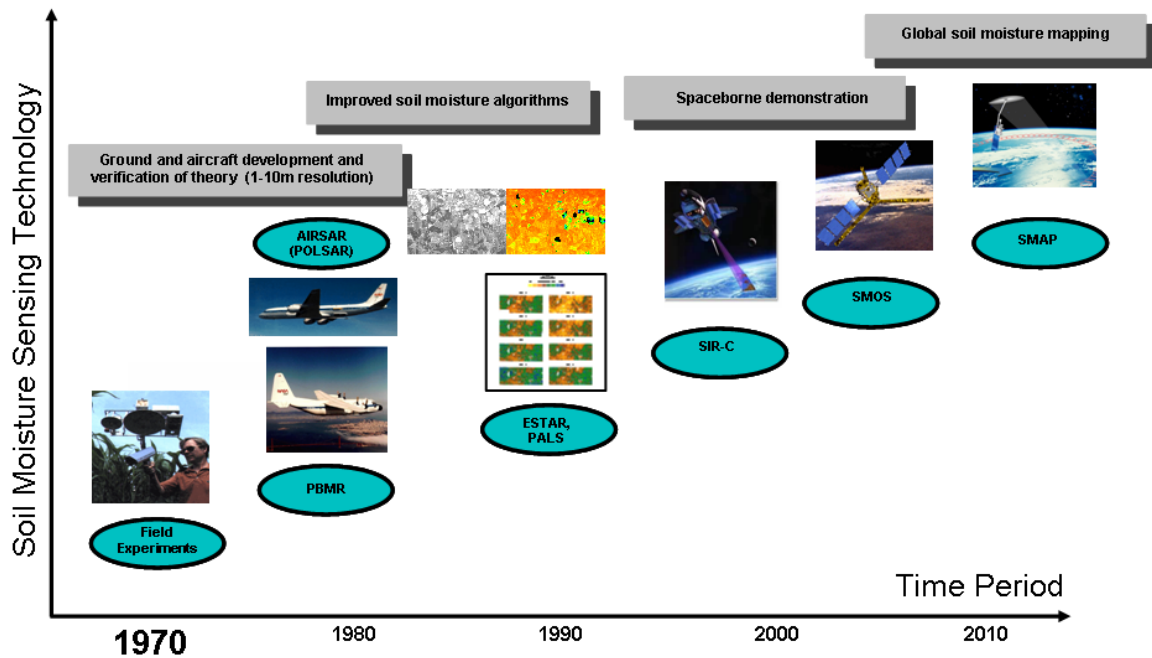 Global soil moisture mapping
Improved soil moisture algorithms
Spaceborne demonstration
Ground and aircraft development and
verification of theory (1-10m resolution)
AIRSAR
(POLSAR)
SMAP
SMOS
SIR-C
ESTAR,
PALS
PBMR
Field
Experiments
Soil Moisture Sensing Technology
Time Period
1970
1980
1990
2000
2010